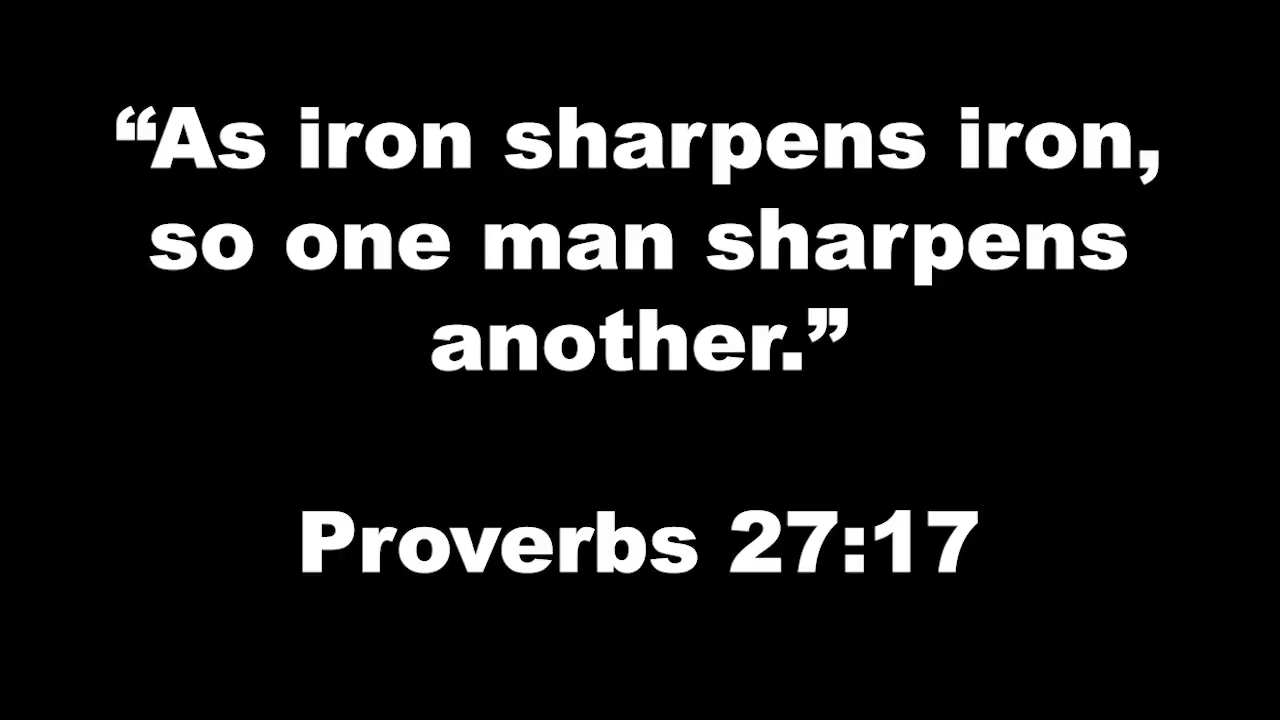 “As iron sharpens iron,
so one man sharpens
another.”
Proverbs 27:17